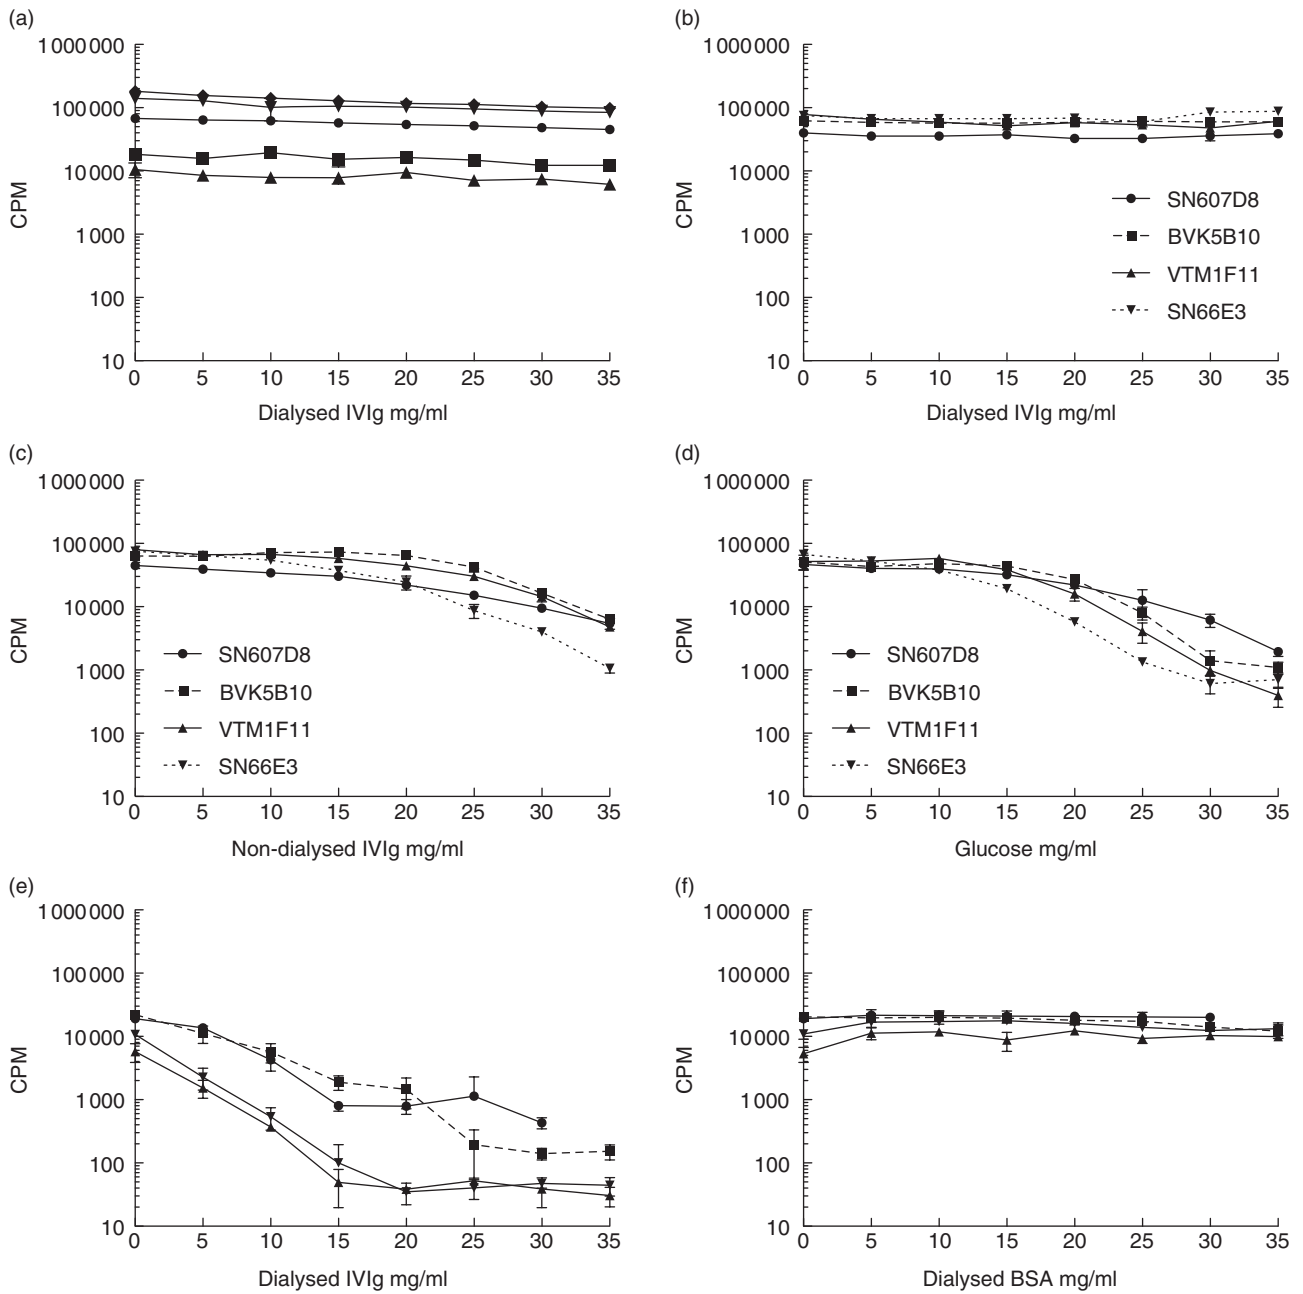 (a)
1 000 000
100 000
10 000
1 000
100
10
CPM
0 5 10 15 20 25 30 35
Dialysed IVIg mg/ml
(b)
1 000 000
100 000
10 000
1 000
100
10
CPM
SN607D8
BVK5B10
VTM1F11
SN66E3
0 5 10 15 20 25 30 35
Dialysed IVIg mg/ml
(c)
1 000 000
100 000
10 000
1 000
100
10
CPM
SN607D8
BVK5B10
VTM1F11
SN66E3
0 5 10 15 20 25 30 35
Non-dialysed IVIg mg/ml
(d)
1 000 000
100 000
10 000
1 000
100
10
CPM
SN607D8
BVK5B10
VTM1F11
SN66E3
0 5 10 15 20 25 30 35
Glucose mg/ml
(e)
1 000 000
100 000
10 000
1 000
100
10
CPM
0 5 10 15 20 25 30 35
Dialysed IVIg mg/ml
(f)
1 000 000
100 000
10 000
1 000
100
10
CPM
0 5 10 15 20 25 30 35
Dialysed BSA mg/ml